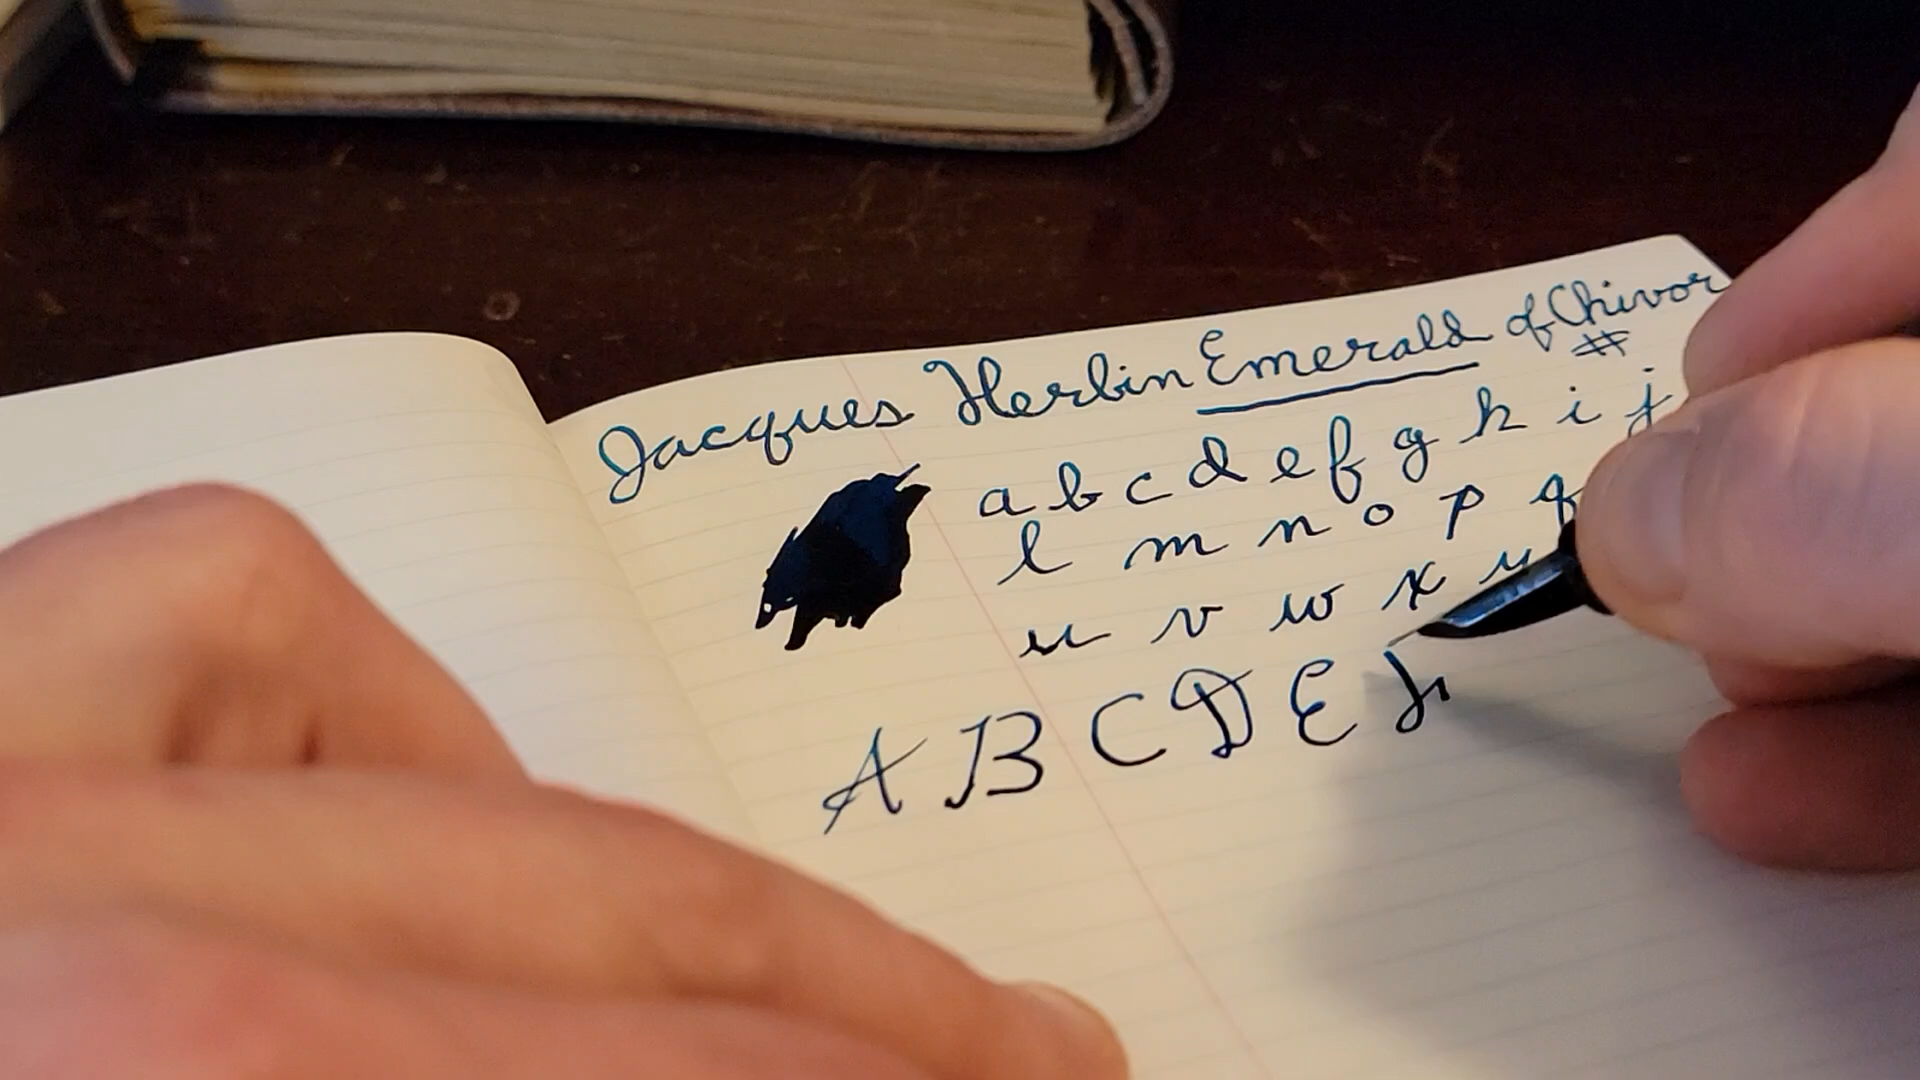 Jacques Herbin Emerald of Chivor
#
a b c d e f g h i j
l m n o p q
u v w x y
A B C D E F